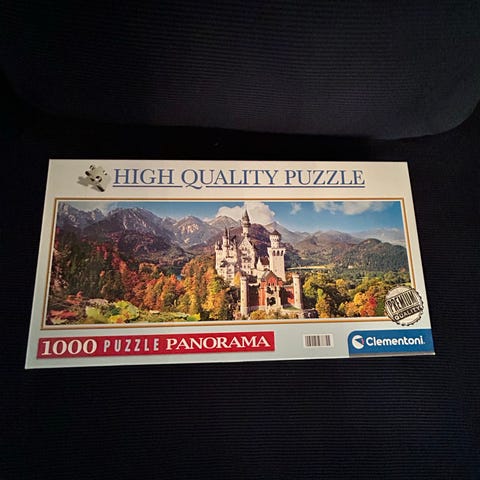 HIGH QUALITY PUZZLE
PREMIUM
QUALITY
1000 PUZZLE PANORAMA
Clementoni.